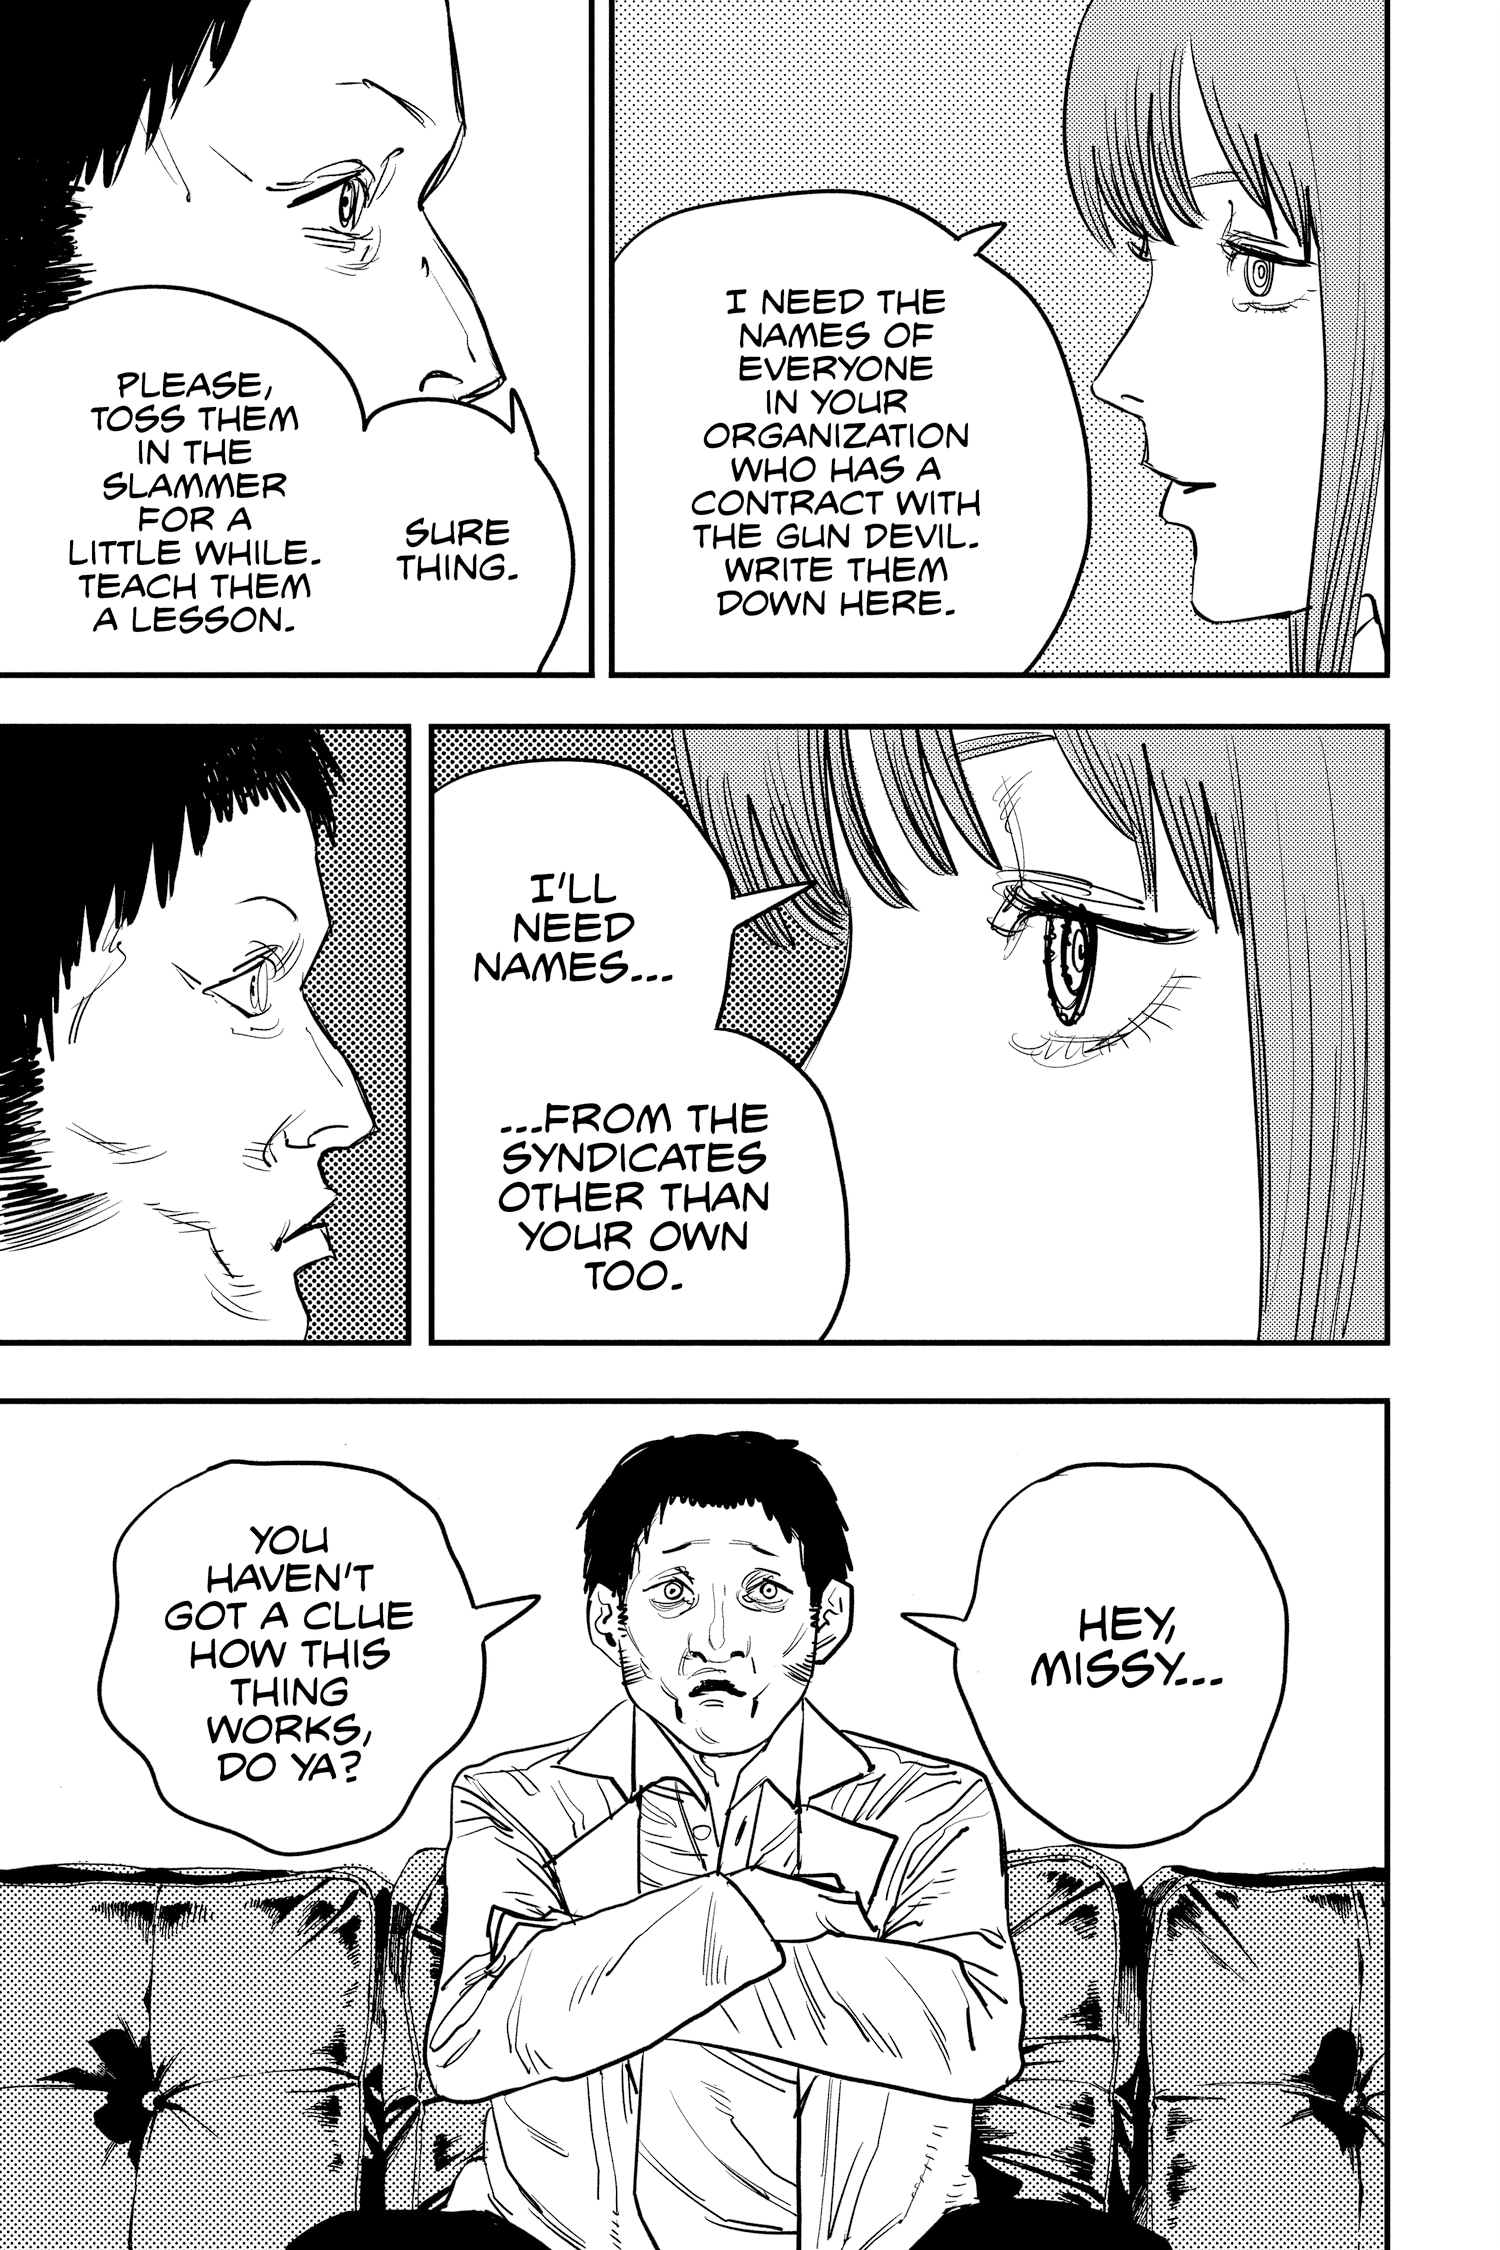 I NEED THE
NAMES OF
EVERYONE
IN YOUR
ORGANIZATION
WHO HAS A
CONTRACT WITH
THE GUN DEVIL.
WRITE THEM
DOWN HERE.
SURE
THING.
PLEASE,
TOSS THEM
IN THE
SLAMMER
FOR A
LITTLE WHILE.
TEACH THEM
A LESSON.
I'LL
NEED
NAMES...
...FROM THE
SYNDICATES
OTHER THAN
YOUR OWN
TOO.
HEY,
MISSY...
YOU
HAVEN'T
GOT A CLUE
HOW THIS
THING
WORKS,
DO YA?